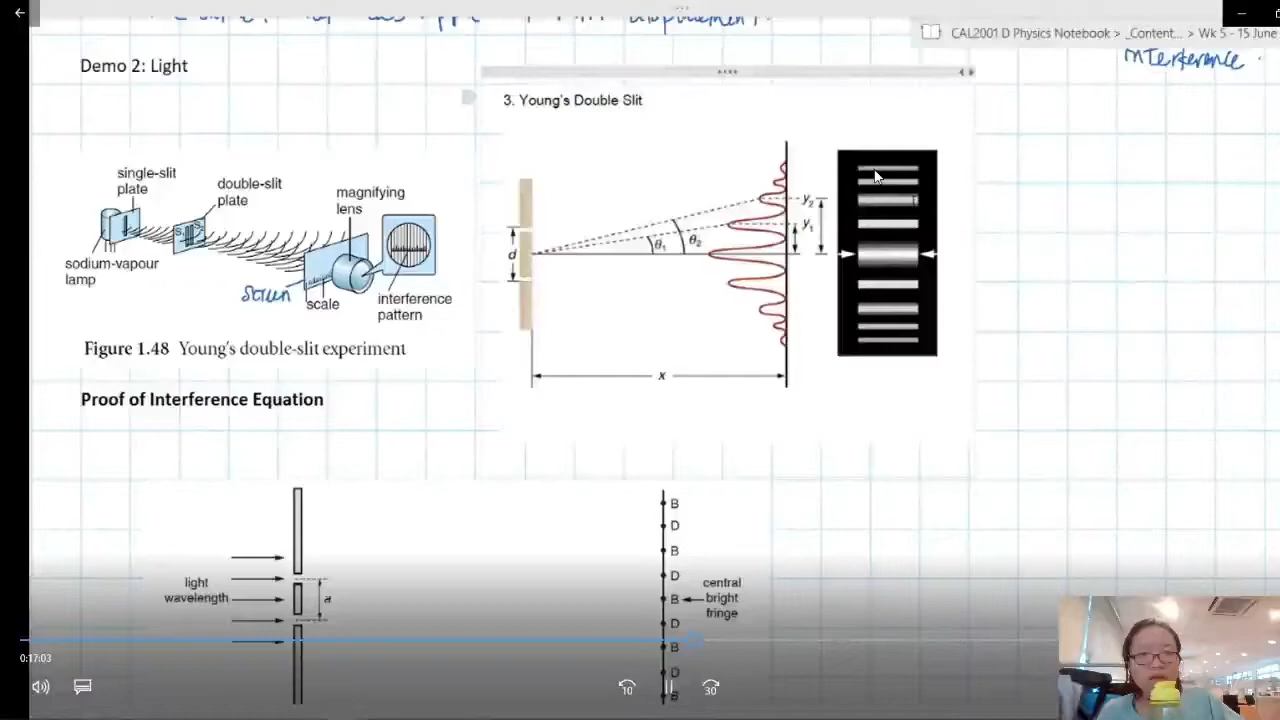 displacement.
CAL2001 D Physics Notebook > _Content... > Wk 5 - 15 June
Interference
Demo 2: Light
3. Young's Double Slit
single-slit
plate
double-slit
plate
magnifying
lens
S₁
sodium-vapour
lamp
Screen
scale
interference
pattern
Figure 1.48 Young's double-slit experiment
d
θ₁
θ₂
y₂
y₁
x
Proof of Interference Equation
light
wavelength
a
B
D
B
D
B
D
B
D
B
central
bright
fringe
0:17:03
10
30